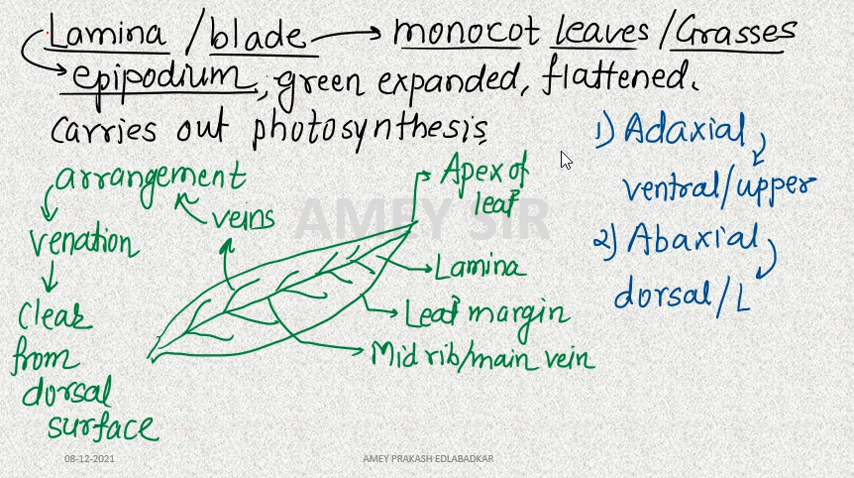 Lamina / blade → monocot leaves / Grasses
epipodium, green expanded, flattened.
Carries out photosynthesis
1) Adaxial
ventral/upper
2) Abaxial
dorsal/L
arrangement
veins
venation
Clear
from
dorsal
surface
Apex of
leaf
Lamina
Leaf margin
Midrib/main vein
AMEY SIR
08-12-2021
AMEY PRAKASH EDLABADKAR